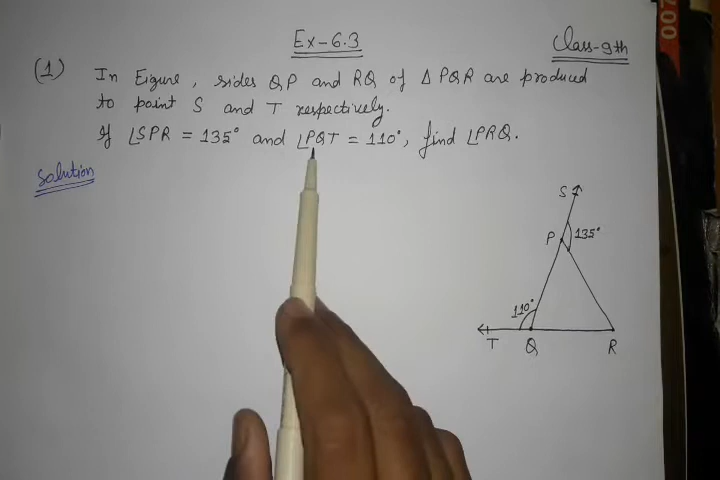 Ex-6.3
Class-9th
(1) In Figure, sides QP and RQ of △PQR are produced
to point S and T respectively.
If ∠SPR = 135° and ∠PQT = 110°, find ∠PRQ.
Solution
S
P 135°
110°
T Q R
007